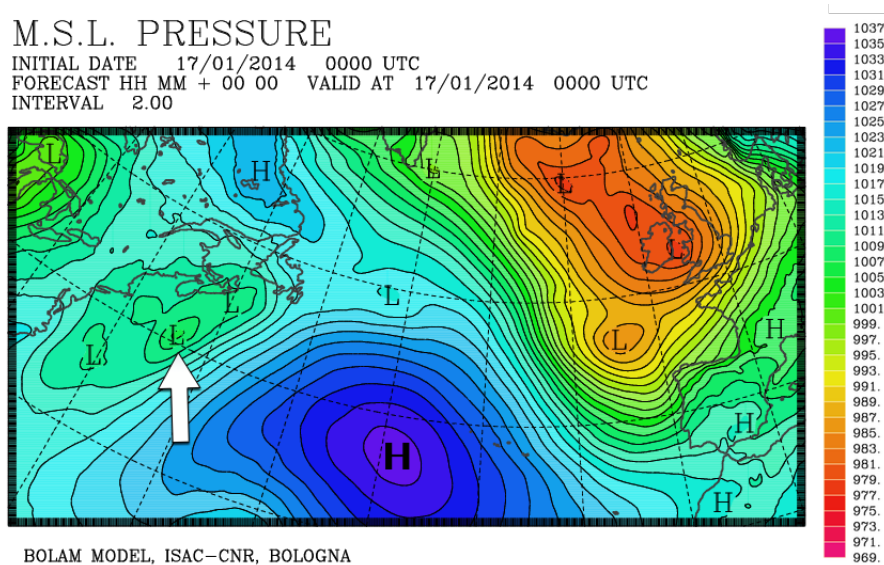 M.S.L. PRESSURE
INITIAL DATE 17/01/2014 0000 UTC
FORECAST HH MM + 00 00 VALID AT 17/01/2014 0000 UTC
INTERVAL 2.00
L
H
L
L
L
L
L
L
L
L
H
L
H
H
H
1037
1035
1033
1031
1029
1027
1025
1023
1021
1019
1017
1015
1013
1011
1009
1007
1005
1003
1001
999.
997.
995.
993.
991.
989.
987.
985.
983.
981.
979.
977.
975.
973.
971.
969.
BOLAM MODEL, ISAC-CNR, BOLOGNA